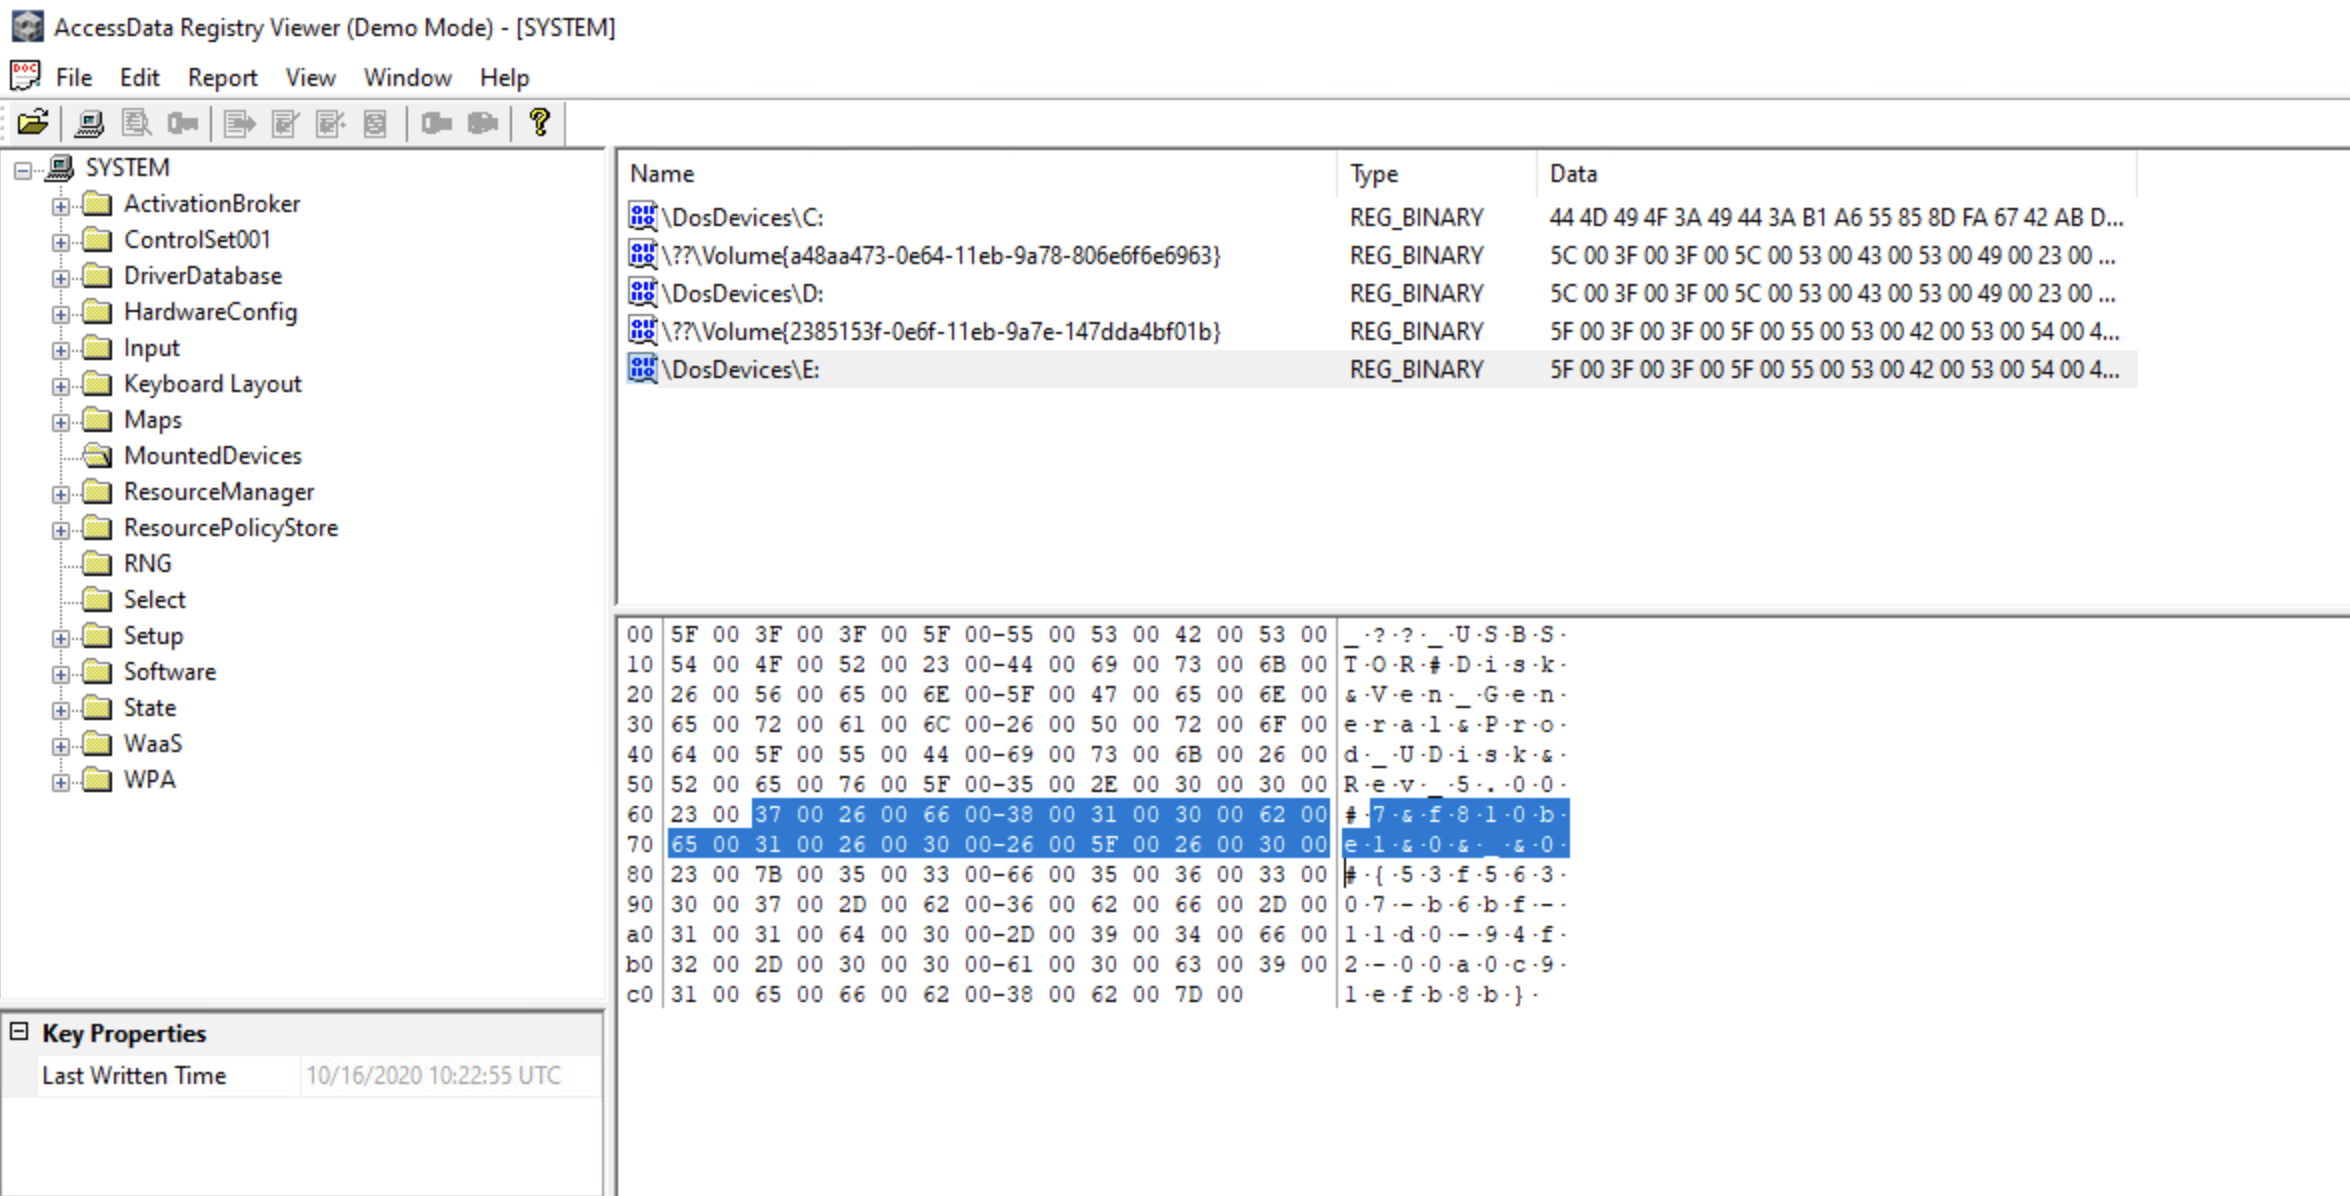 AccessData Registry Viewer (Demo Mode) - [SYSTEM]
DOC File Edit Report View Window Help
?
SYSTEM
ActivationBroker
ControlSet001
DriverDatabase
HardwareConfig
Input
Keyboard Layout
Maps
MountedDevices
ResourceManager
ResourcePolicyStore
RNG
Select
Setup
Software
State
WaaS
WPA
Key Properties
Last Written Time 10/16/2020 10:22:55 UTC
Name Type Data
\DosDevices\C: REG_BINARY 44 4D 49 4F 3A 49 44 3A B1 A6 55 85 8D FA 67 42 AB D...
\??\Volume{a48aa473-0e64-11eb-9a78-806e6f6e6963} REG_BINARY 5C 00 3F 00 3F 00 5C 00 53 00 43 00 53 00 49 00 23 00 ...
\DosDevices\D: REG_BINARY 5C 00 3F 00 3F 00 5C 00 53 00 43 00 53 00 49 00 23 00 ...
\??\Volume{2385153f-0e6f-11eb-9a7e-147dda4bf01b} REG_BINARY 5F 00 3F 00 3F 00 5F 00 55 00 53 00 42 00 53 00 54 00 4...
\DosDevices\E: REG_BINARY 5F 00 3F 00 3F 00 5F 00 55 00 53 00 42 00 53 00 54 00 4...
00 5F 00 3F 00 3F 00 5F 00-55 00 53 00 42 00 53 00 _·?·?·_·U·S·B·S·
10 54 00 4F 00 52 00 23 00-44 00 69 00 73 00 6B 00 T·O·R·#·D·i·s·k·
20 26 00 56 00 65 00 6E 00-5F 00 47 00 65 00 6E 00 &·V·e·n·_·G·e·n·
30 65 00 72 00 61 00 6C 00-26 00 50 00 72 00 6F 00 e·r·a·l·&·P·r·o·
40 64 00 5F 00 55 00 44 00-69 00 73 00 6B 00 26 00 d·_·U·D·i·s·k·&·
50 52 00 65 00 76 00 5F 00-35 00 2E 00 30 00 30 00 R·e·v·_·5·.·0·0·
60 23 00 37 00 26 00 66 00-38 00 31 00 30 00 62 00 #·7·&·f·8·1·0·b·
70 65 00 31 00 26 00 30 00-26 00 5F 00 26 00 30 00 e·1·&·0·&·_·&·0·
80 23 00 7B 00 35 00 33 00-66 00 35 00 36 00 33 00 #·{·5·3·f·5·6·3·
90 30 00 37 00 2D 00 62 00-36 00 62 00 66 00 2D 00 0·7·-·b·6·b·f·-·
a0 31 00 31 00 64 00 30 00-2D 00 39 00 34 00 66 00 1·1·d·0·-·9·4·f·
b0 32 00 2D 00 30 00 30 00-61 00 30 00 63 00 39 00 2·-·0·0·a·0·c·9·
c0 31 00 65 00 66 00 62 00-38 00 62 00 7D 00 1·e·f·b·8·b·}·